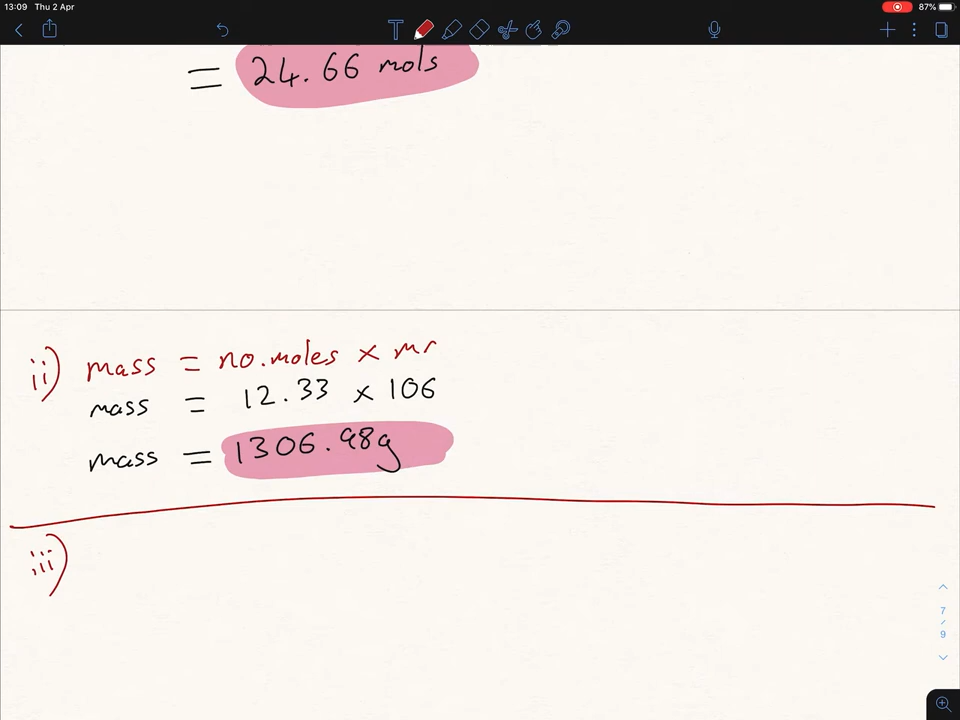 13:09 Thu 2 Apr
87%
T
= 24.66 mols
ii) mass = no.moles x mr
mass = 12.33 x 106
mass = 1306.98g
iii)
7
/
9